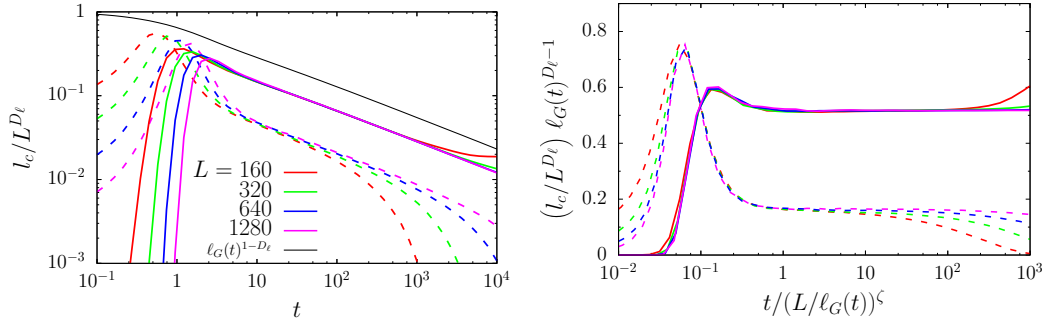 l_c/L^{D_ℓ}
1
10^{-1}
10^{-2}
10^{-3}
10^{-1} 1 10 10^2 10^3 10^4
t
L = 160
320
640
1280
ℓ_G(t)^{1−D_ℓ}
(l_c/L^{D_ℓ}) ℓ_G(t)^{D_ℓ−1}
0.8
0.6
0.4
0.2
0
10^{-2} 10^{-1} 1 10 10^2 10^3
t/(L/ℓ_G(t))^ζ